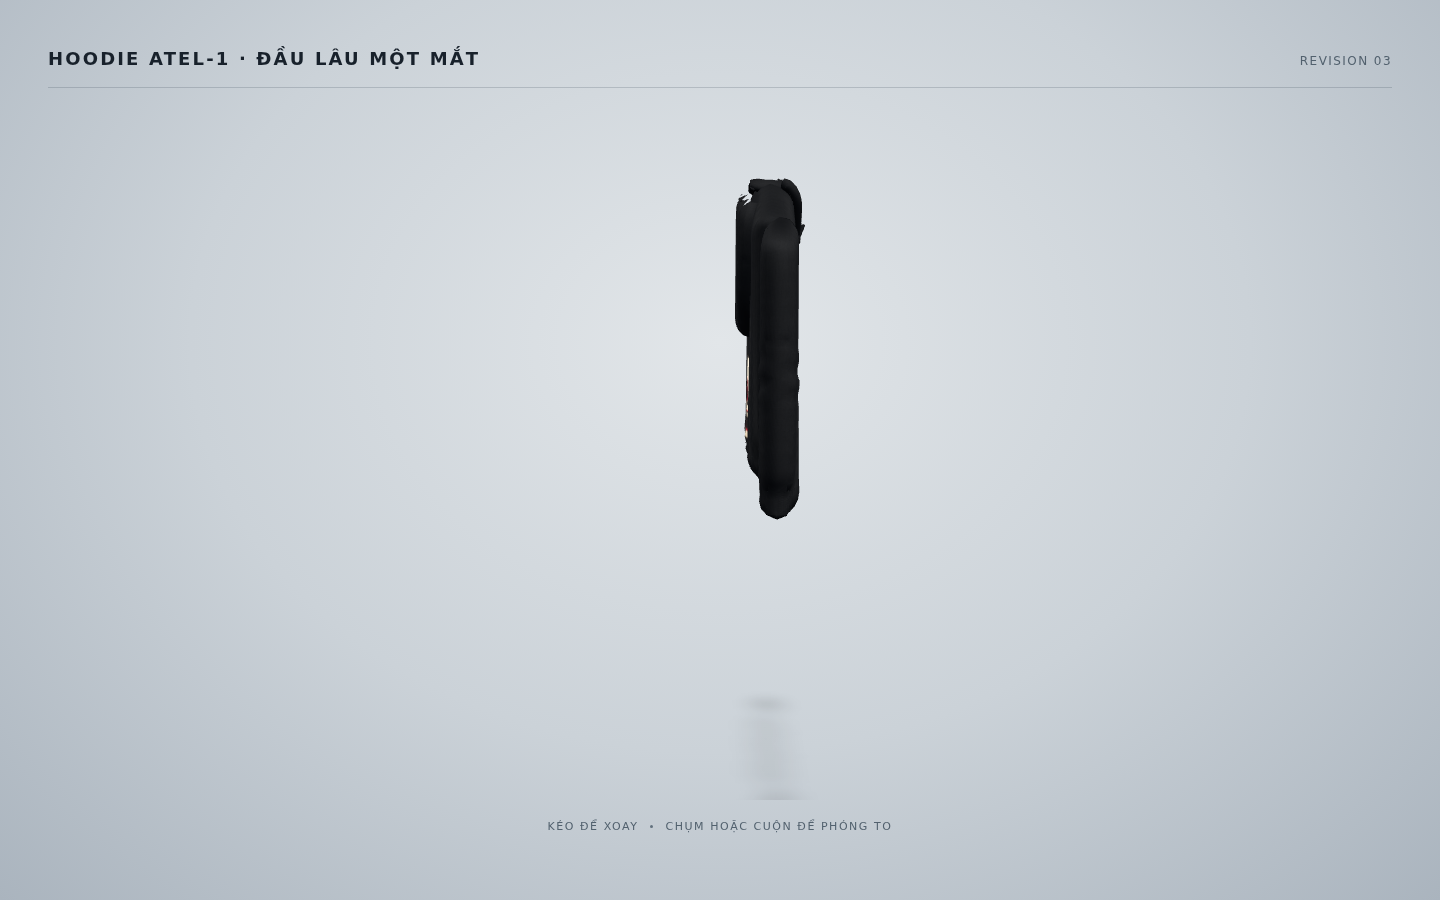 HOODIE ATEL-1 · ĐẦU LÂU MỘT MẮT
REVISION 03
KÉO ĐỂ XOAY • CHỤM HOẶC CUỘN ĐỂ PHÓNG TO